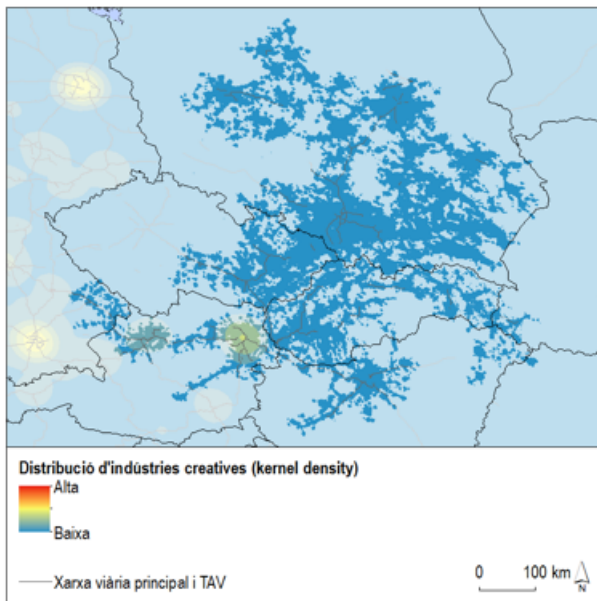 Distribució d'indústries creatives (kernel density)
Alta
Baixa
Xarxa viària principal i TAV
0 100 km
N